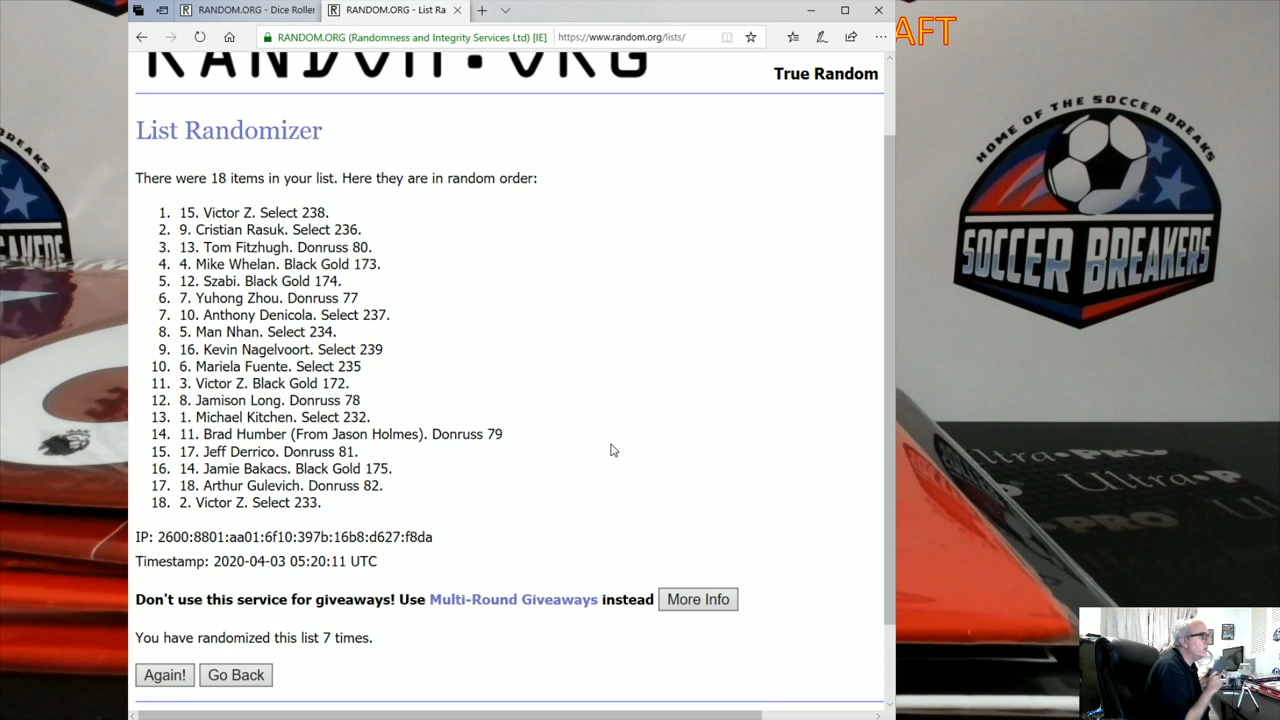 RANDOM.ORG - Dice Roller
RANDOM.ORG - List Ra
AFT
RANDOM.ORG (Randomness and Integrity Services Ltd) [IE]
https://www.random.org/lists/
RANDOM.ORG
True Random
List Randomizer
There were 18 items in your list. Here they are in random order:
1. 15. Victor Z. Select 238.
2. 9. Cristian Rasuk. Select 236.
3. 13. Tom Fitzhugh. Donruss 80.
4. 4. Mike Whelan. Black Gold 173.
5. 12. Szabi. Black Gold 174.
6. 7. Yuhong Zhou. Donruss 77
7. 10. Anthony Denicola. Select 237.
8. 5. Man Nhan. Select 234.
9. 16. Kevin Nagelvoort. Select 239
10. 6. Mariela Fuente. Select 235
11. 3. Victor Z. Black Gold 172.
12. 8. Jamison Long. Donruss 78
13. 1. Michael Kitchen. Select 232.
14. 11. Brad Humber (From Jason Holmes). Donruss 79
15. 17. Jeff Derrico. Donruss 81.
16. 14. Jamie Bakacs. Black Gold 175.
17. 18. Arthur Gulevich. Donruss 82.
18. 2. Victor Z. Select 233.
IP: 2600:8801:aa01:6f10:397b:16b8:d627:f8da
Timestamp: 2020-04-03 05:20:11 UTC
Don't use this service for giveaways! Use Multi-Round Giveaways instead More Info
You have randomized this list 7 times.
Again! Go Back
HOME OF THE SOCCER BREAKS
SOCCER BREAKERS
Ultra•P